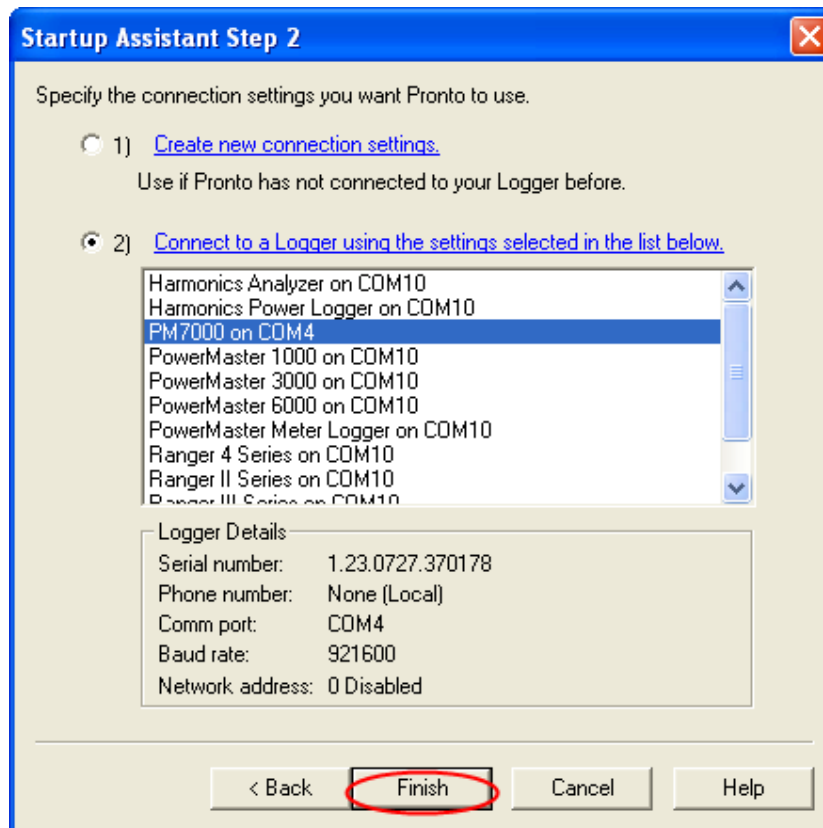 Startup Assistant Step 2
Specify the connection settings you want Pronto to use.
1) Create new connection settings.
Use if Pronto has not connected to your Logger before.
2) Connect to a Logger using the settings selected in the list below.
Harmonics Analyzer on COM10
Harmonics Power Logger on COM10
PM7000 on COM4
PowerMaster 1000 on COM10
PowerMaster 3000 on COM10
PowerMaster 6000 on COM10
PowerMaster Meter Logger on COM10
Ranger 4 Series on COM10
Ranger II Series on COM10
Ranger III Series on COM10
Logger Details
Serial number: 1.23.0727.370178
Phone number: None (Local)
Comm port: COM4
Baud rate: 921600
Network address: 0 Disabled
< Back Finish Cancel Help